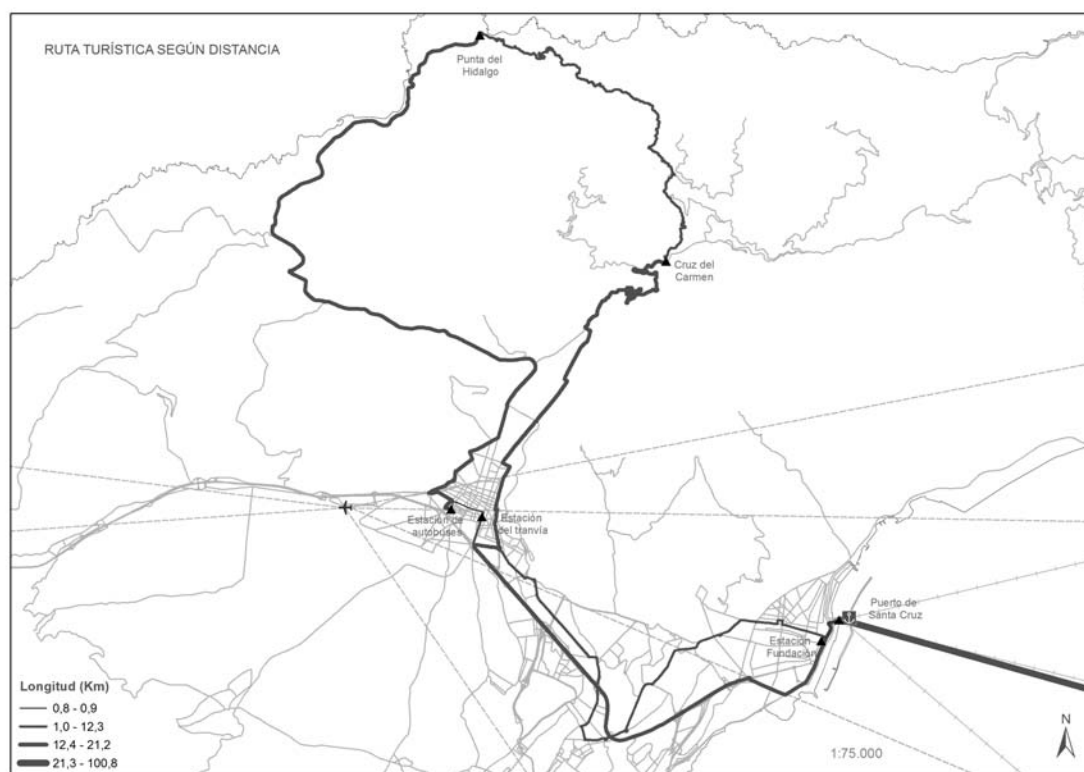 RUTA TURÍSTICA SEGÚN DISTANCIA
Punta del
Hidalgo
Cruz del
Carmen
Estación de
autobuses
Estación
del tranvía
Puerto de
Santa Cruz
Estación
Fundación
Longitud (Km)
0,8 - 0,9
1,0 - 12,3
12,4 - 21,2
21,3 - 100,8
1:75.000
N